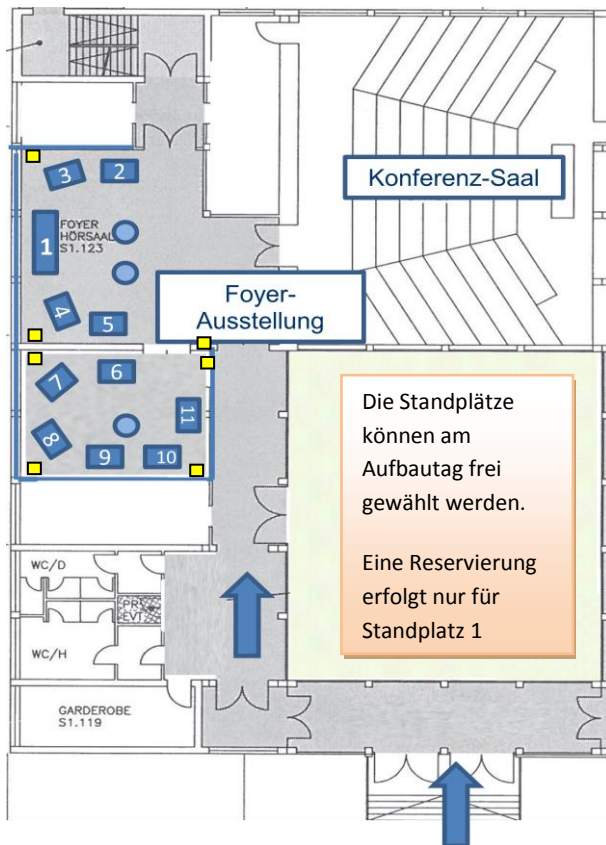 3
2
1
FOYER
HÖRSAAL
S1.123
4
5
Konferenz-Saal
Foyer-
Ausstellung
6
7
8
9
10
11
Die Standplätze
können am
Aufbautag frei
gewählt werden.
Eine Reservierung
erfolgt nur für
Standplatz 1
WC/D
WC/H
GARDEROBE
S1.119